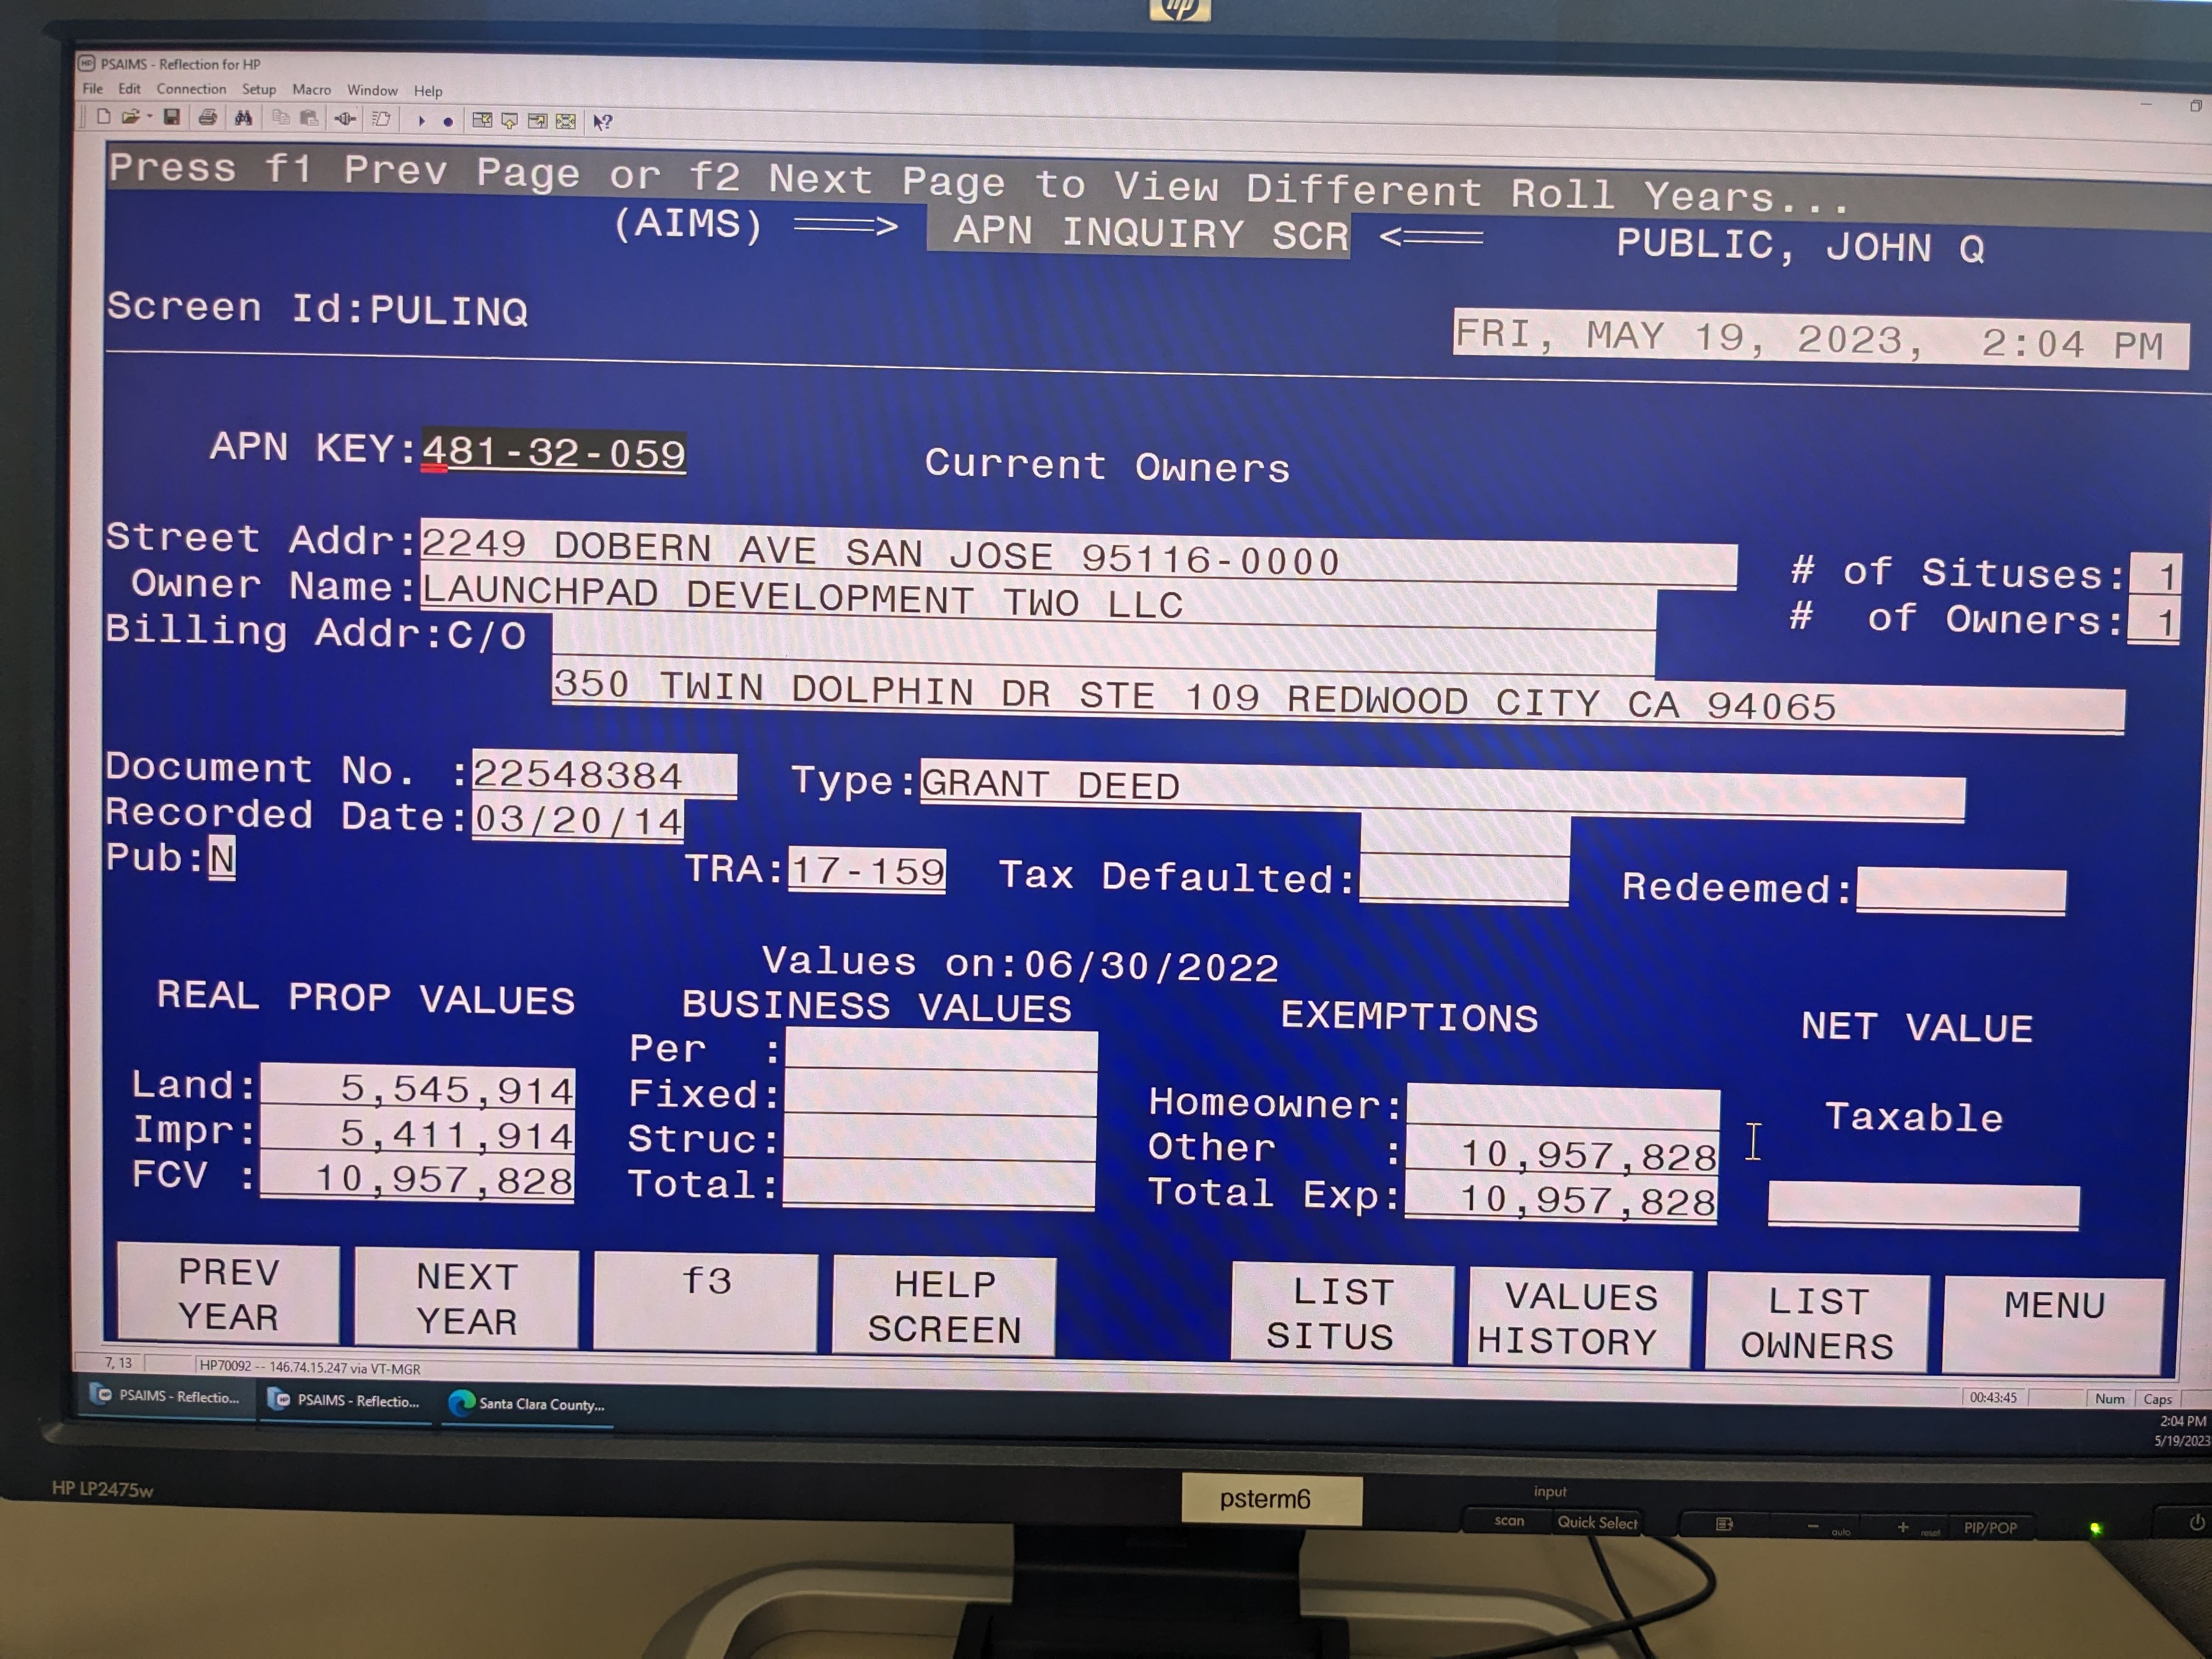 hp
PSAIMS - Reflection for HP
File Edit Connection Setup Macro Window Help
Press f1 Prev Page or f2 Next Page to View Different Roll Years...
(AIMS) ===> APN INQUIRY SCR <=== PUBLIC, JOHN Q
Screen Id:PULINQ
FRI, MAY 19, 2023, 2:04 PM
APN KEY:481-32-059 Current Owners
Street Addr:2249 DOBERN AVE SAN JOSE 95116-0000 # of Situses: 1
Owner Name:LAUNCHPAD DEVELOPMENT TWO LLC # of Owners: 1
Billing Addr:C/O
350 TWIN DOLPHIN DR STE 109 REDWOOD CITY CA 94065
Document No. :22548384 Type:GRANT DEED
Recorded Date:03/20/14
Pub:N TRA:17-159 Tax Defaulted: Redeemed:
Values on:06/30/2022
REAL PROP VALUES BUSINESS VALUES EXEMPTIONS NET VALUE
Per :
Land: 5,545,914 Fixed: Homeowner: Taxable
Impr: 5,411,914 Struc: Other : 10,957,828
FCV : 10,957,828 Total: Total Exp: 10,957,828
PREV YEAR NEXT YEAR f3 HELP SCREEN LIST SITUS VALUES HISTORY LIST OWNERS MENU
7, 13 HP70092 -- 146.74.15.247 via VT-MGR 00:43:45 Num Caps
PSAIMS - Reflectio... PSAIMS - Reflectio... Santa Clara County... 2:04 PM
5/19/2023
HP LP2475w
psterm6
input
scan Quick Select - auto + reset PIP/POP